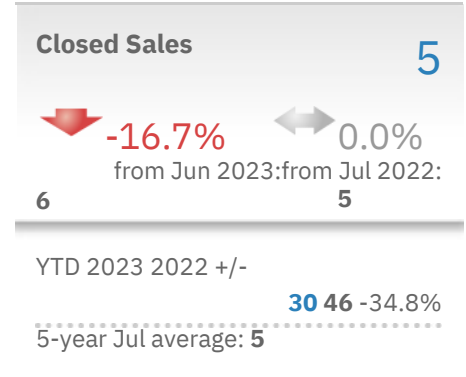 Closed Sales 5
-16.7% 0.0%
from Jun 2023:from Jul 2022:
6 5
YTD 2023 2022 +/-
30 46 -34.8%
5-year Jul average: 5